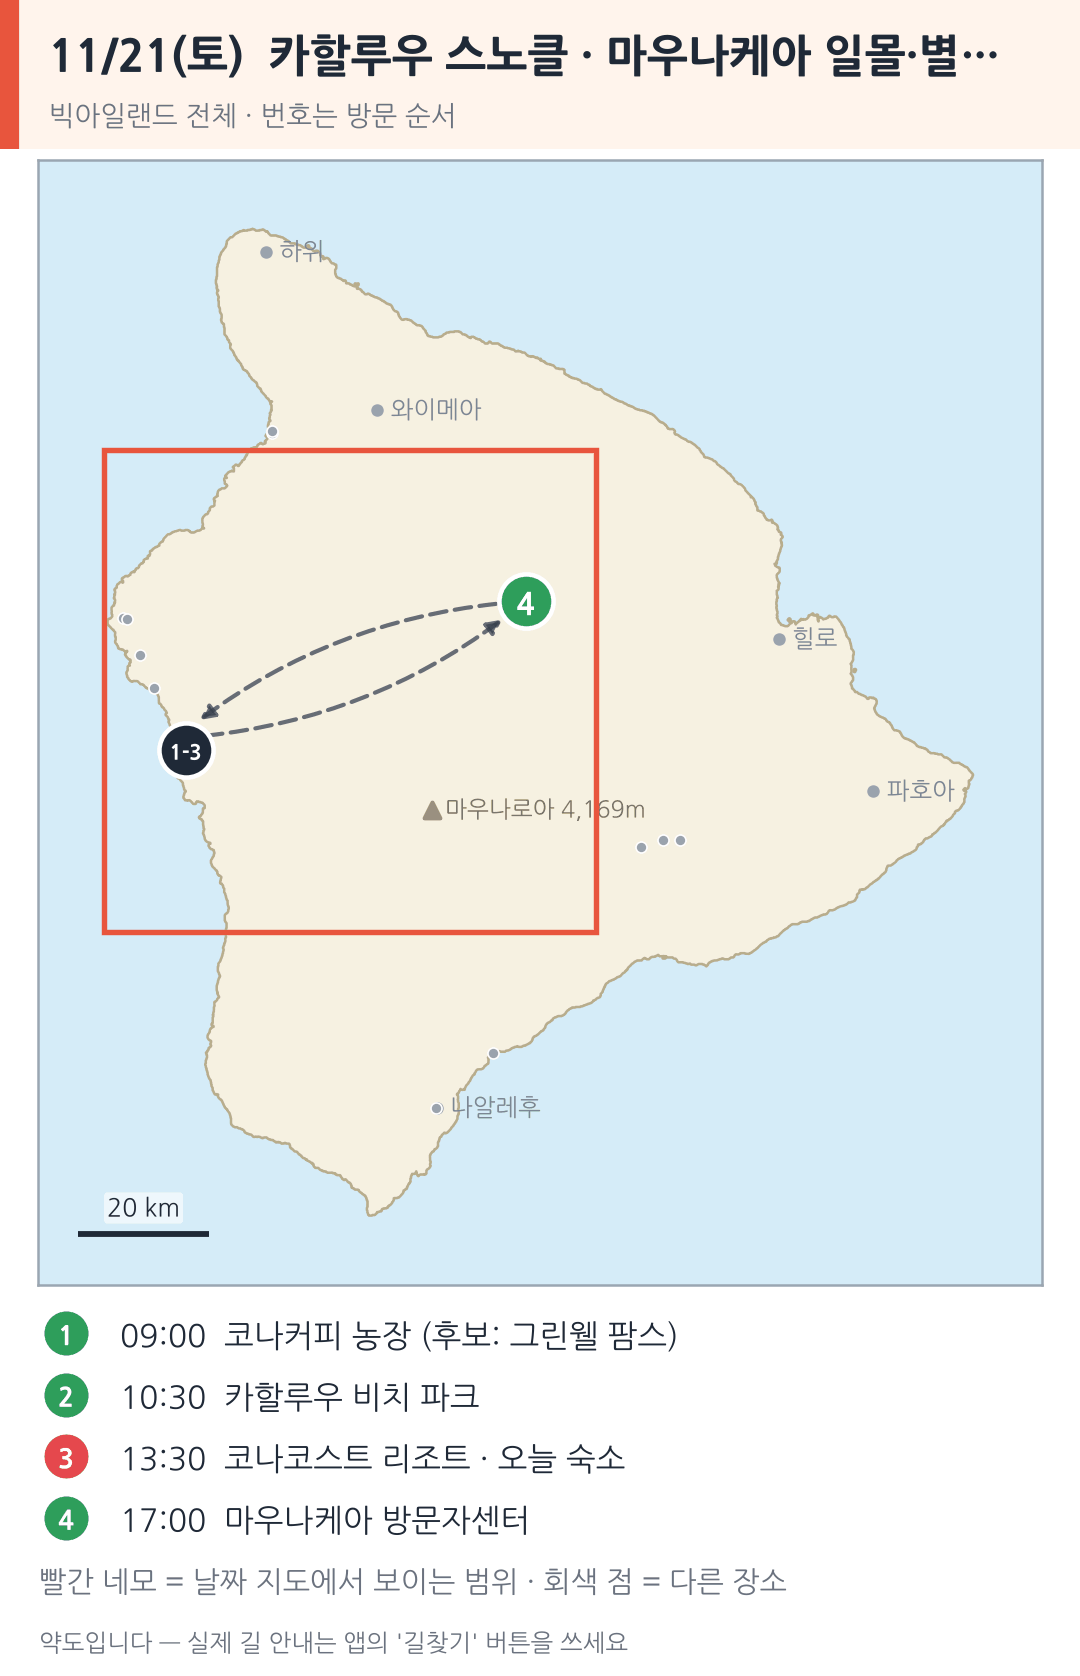 11/21(토) 카할루우 스노클 · 마우나케아 일몰·별…
빅아일랜드 전체 · 번호는 방문 순서
하위
와이메아
4
힐로
1-3
파호아
마우나로아 4,169m
나알레후
20 km
1 09:00 코나커피 농장 (후보: 그린웰 팜스)
2 10:30 카할루우 비치 파크
3 13:30 코나코스트 리조트 · 오늘 숙소
4 17:00 마우나케아 방문자센터
빨간 네모 = 날짜 지도에서 보이는 범위 · 회색 점 = 다른 장소
약도입니다 — 실제 길 안내는 앱의 '길찾기' 버튼을 쓰세요